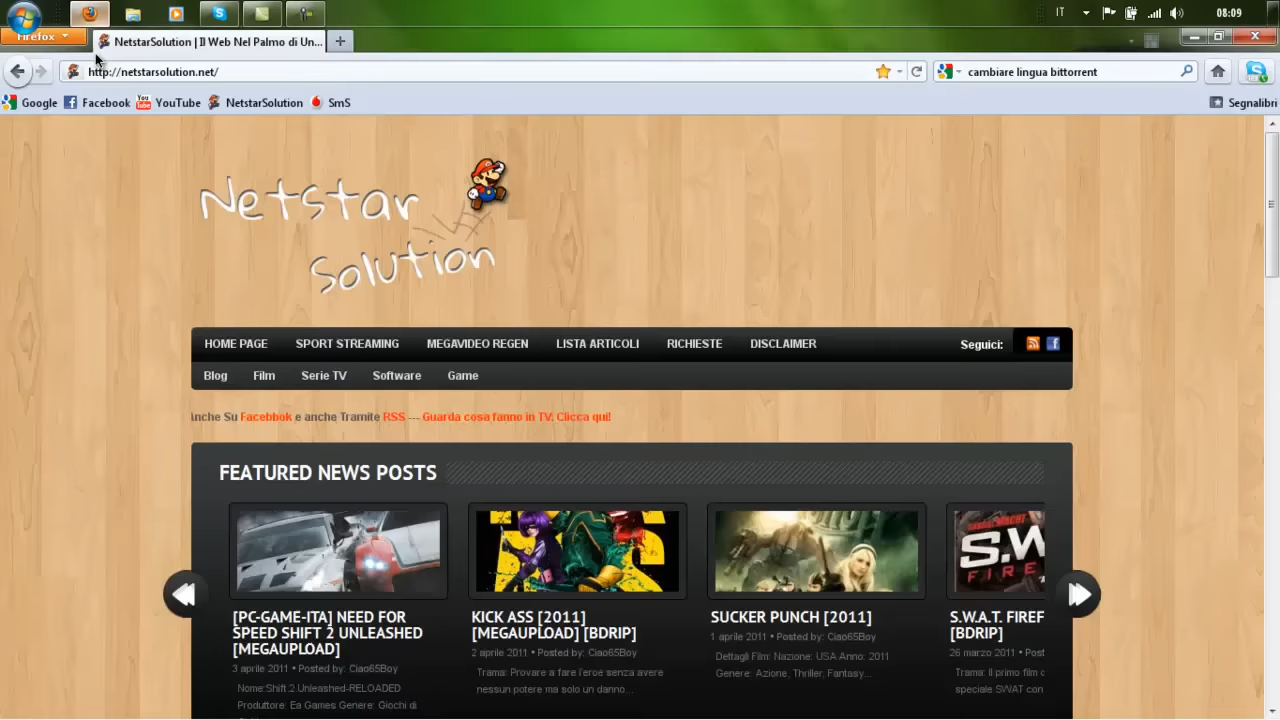 IT
08:09
Firefox
NetstarSolution | Il Web Nel Palmo di Un...
http://netstarsolution.net/
cambiare lingua bittorrent
Google
Facebook
YouTube
NetstarSolution
SmS
Segnalibri
Netstar
Solution
HOME PAGE
SPORT STREAMING
MEGAVIDEO REGEN
LISTA ARTICOLI
RICHIESTE
DISCLAIMER
Seguici:
Blog
Film
Serie TV
Software
Game
Anche Su Facebbok e anche Tramite RSS --- Guarda cosa fanno in TV. Clicca qui!
FEATURED NEWS POSTS
[PC-GAME-ITA] NEED FOR
SPEED SHIFT 2 UNLEASHED
[MEGAUPLOAD]
3 aprile 2011 • Posted by: Ciao65Boy
Nome:Shift.2.Unleashed-RELOADED
Produttore: Ea Games Genere: Giochi di
KICK ASS [2011]
[MEGAUPLOAD] [BDRIP]
2 aprile 2011 • Posted by: Ciao65Boy
Trama: Provare a fare l'eroe senza avere
nessun potere ma solo un danno...
SUCKER PUNCH [2011]
1 aprile 2011 • Posted by: Ciao65Boy
Dettagli Film: Nazione: USA Anno: 2011
Genere: Azione, Thriller, Fantasy...
S.W
FIRE
S.W.A.T. FIREF
[BDRIP]
26 marzo 2011 • Post
Trama: Il primo film c
speciale SWAT con